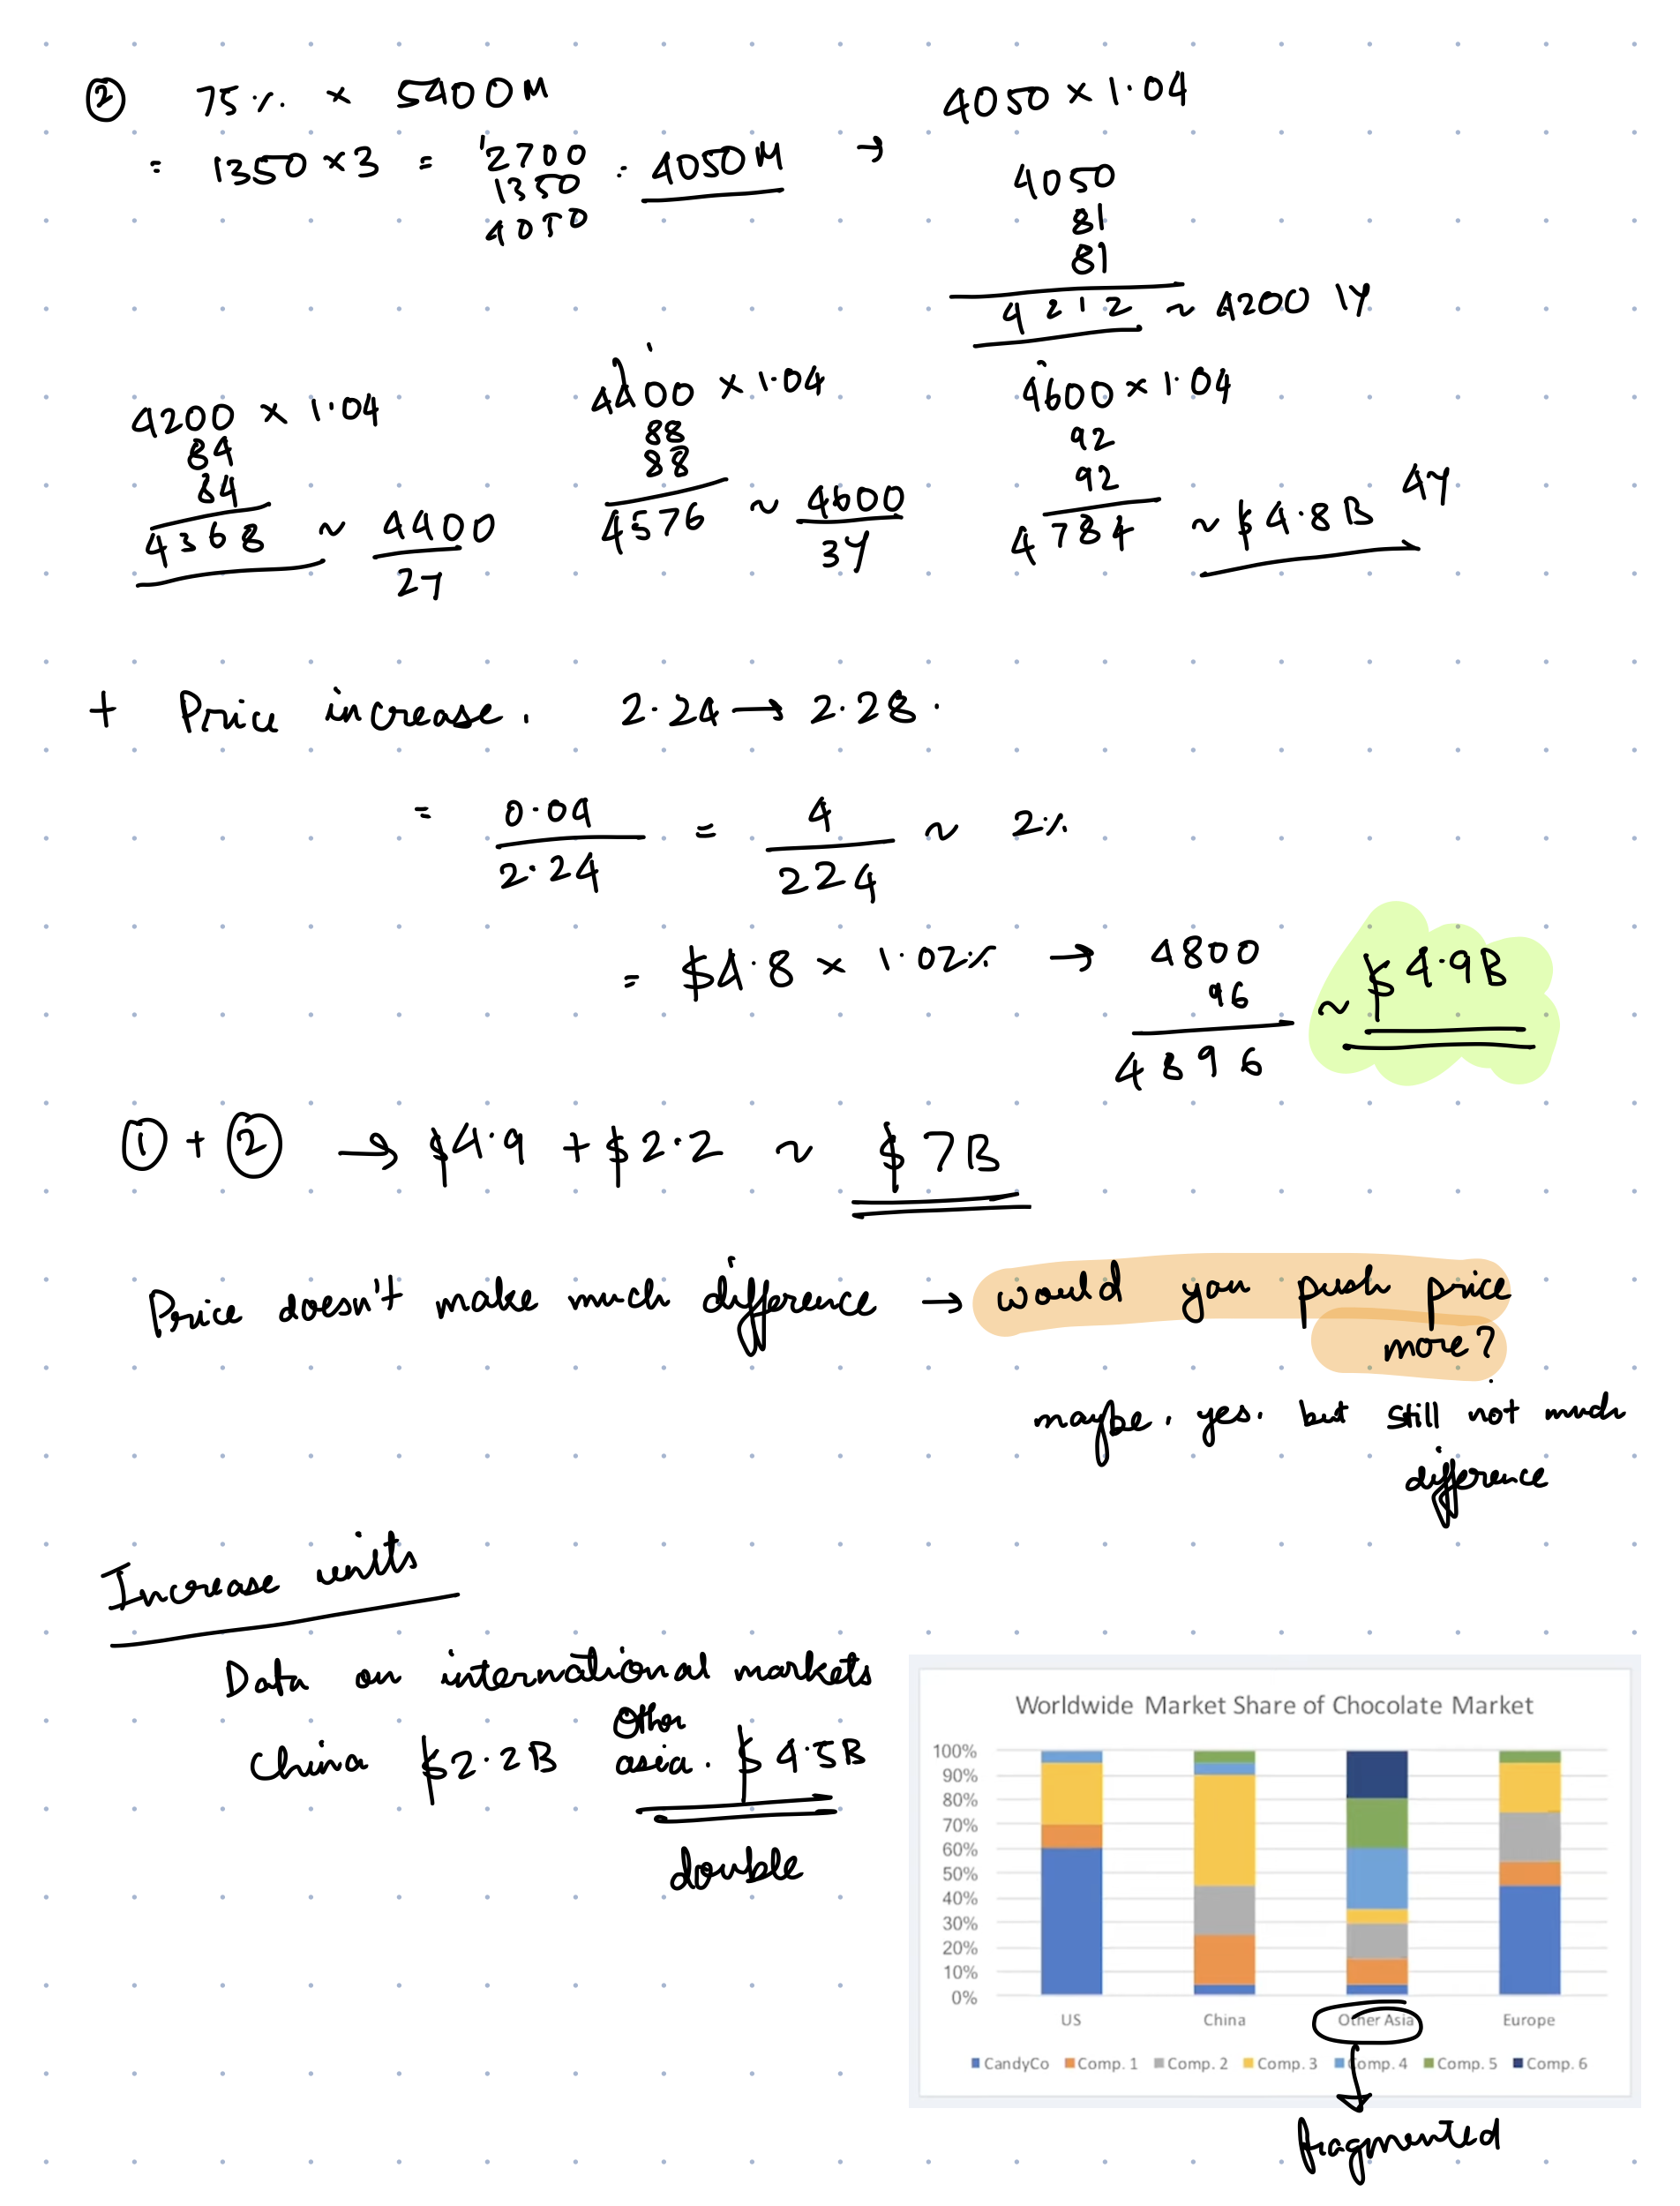 ② 75% × 5400M
= 1350 × 3 = 2700 = 4050M →
1350
4050
4050 × 1.04
4050
81
81
4212 ~ 4200 1Y
4200 × 1.04
84
84
4368 ~ 4400
2Y
4400 × 1.04
88
88
4576 ~ 4600
3Y
4600 × 1.04
92
92
4784 ~ $4.8B 4Y
+ Price increase. 2.24 → 2.28.
= 0.04 / 2.24 = 4 / 224 ~ 2%
= $4.8 × 1.02% → 4800
96
4896
~ $4.9B
① + ② → $4.9 + $2.2 ~ $7B
Price doesn't make much difference → would you push price
more?
maybe. yes. but still not much
difference
Increase units
Data on international markets
China $2.2B Other
asia. $4.5B
double
Worldwide Market Share of Chocolate Market
100%
90%
80%
70%
60%
50%
40%
30%
20%
10%
0%
US China Other Asia Europe
CandyCo Comp. 1 Comp. 2 Comp. 3 Comp. 4 Comp. 5 Comp. 6
fragmented